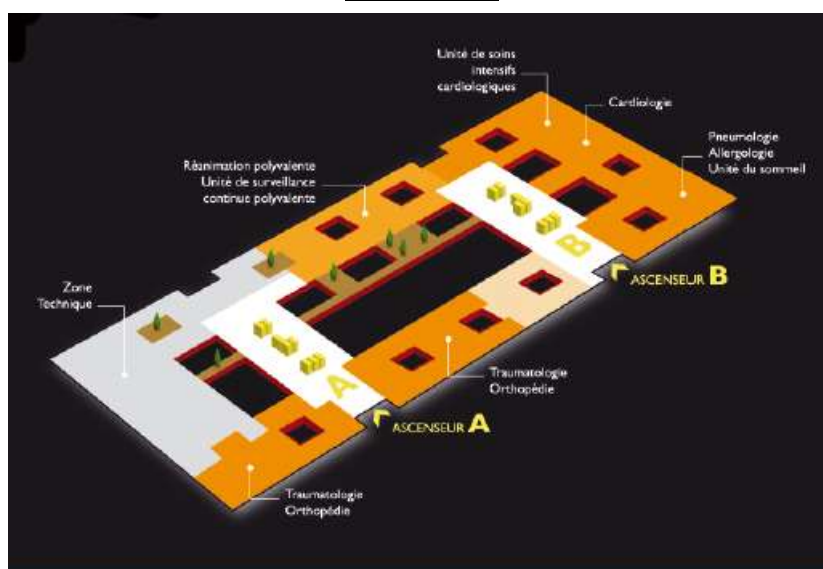 Unité de soins
intensifs
cardiologiques
Cardiologie
Pneumologie
Allergologie
Unité du sommeil
Réanimation polyvalente
Unité de surveillance
continue polyvalente
B
ASCENSEUR B
Zone
Technique
Traumatologie
Orthopédie
A
ASCENSEUR A
Traumatologie
Orthopédie